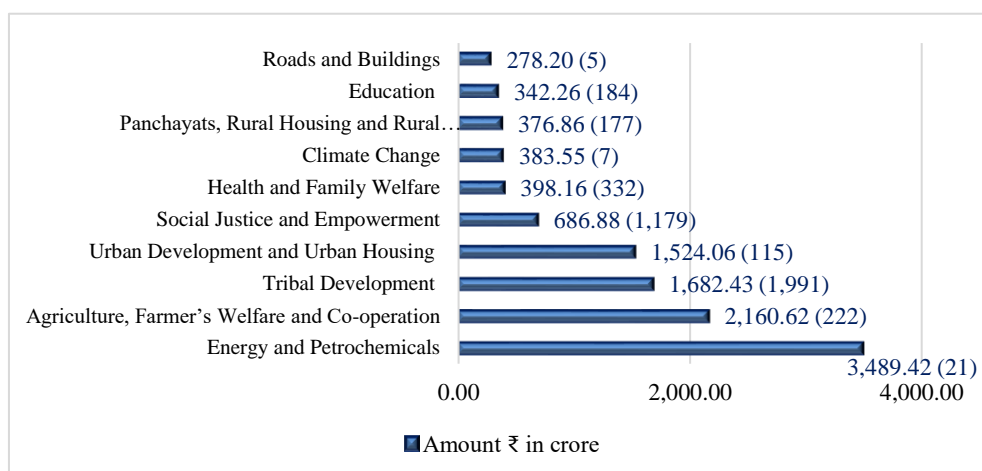 Roads and Buildings 278.20 (5)
Education 342.26 (184)
Panchayats, Rural Housing and Rural… 376.86 (177)
Climate Change 383.55 (7)
Health and Family Welfare 398.16 (332)
Social Justice and Empowerment 686.88 (1,179)
Urban Development and Urban Housing 1,524.06 (115)
Tribal Development 1,682.43 (1,991)
Agriculture, Farmer’s Welfare and Co-operation 2,160.62 (222)
Energy and Petrochemicals 3,489.42 (21)
0.00 2,000.00 4,000.00
Amount ₹ in crore